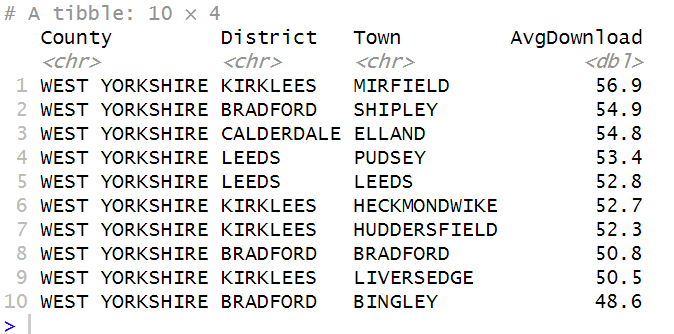 # A tibble: 10 × 4
County District Town AvgDownload
<chr> <chr> <chr> <dbl>
1 WEST YORKSHIRE KIRKLEES MIRFIELD 56.9
2 WEST YORKSHIRE BRADFORD SHIPLEY 54.9
3 WEST YORKSHIRE CALDERDALE ELLAND 54.8
4 WEST YORKSHIRE LEEDS PUDSEY 53.4
5 WEST YORKSHIRE LEEDS LEEDS 52.8
6 WEST YORKSHIRE KIRKLEES HECKMONDWIKE 52.7
7 WEST YORKSHIRE KIRKLEES HUDDERSFIELD 52.3
8 WEST YORKSHIRE BRADFORD BRADFORD 50.8
9 WEST YORKSHIRE KIRKLEES LIVERSEDGE 50.5
10 WEST YORKSHIRE BRADFORD BINGLEY 48.6
>